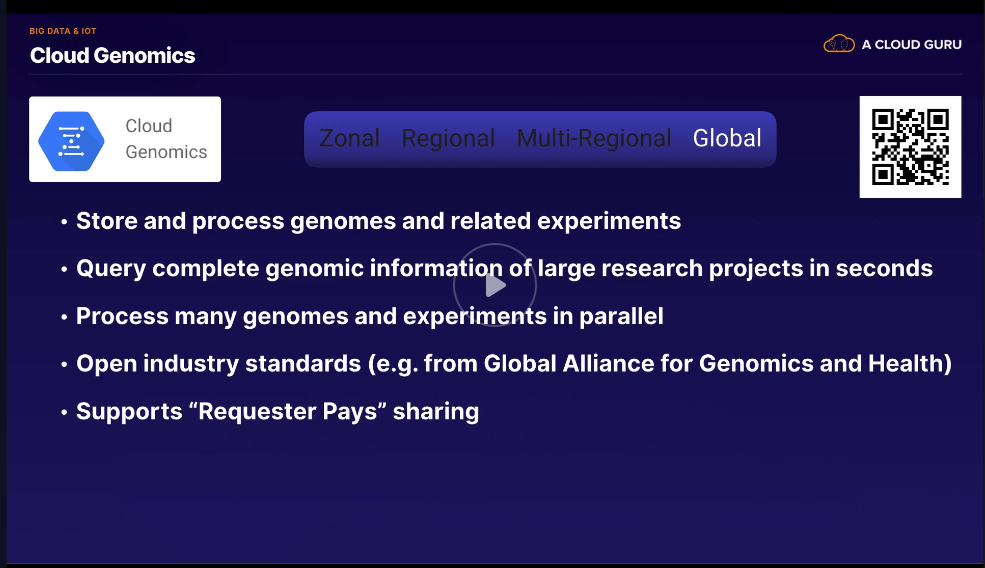 BIG DATA & IOT
Cloud Genomics
A CLOUD GURU
Cloud
Genomics
Zonal Regional Multi-Regional Global
• Store and process genomes and related experiments
• Query complete genomic information of large research projects in seconds
• Process many genomes and experiments in parallel
• Open industry standards (e.g. from Global Alliance for Genomics and Health)
• Supports “Requester Pays” sharing